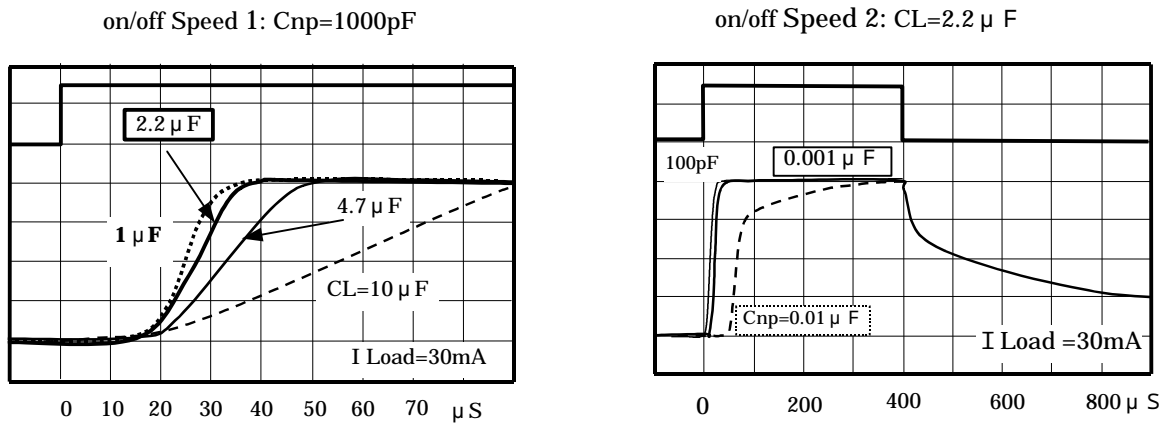 on/off Speed 1: Cnp=1000pF
2.2 μ F
1 μ F
4.7 μ F
CL=10 μ F
I Load=30mA
0 10 20 30 40 50 60 70 μ S
on/off Speed 2: CL=2.2 μ F
100pF
0.001 μ F
Cnp=0.01 μ F
I Load =30mA
0 200 400 600 800 μ S